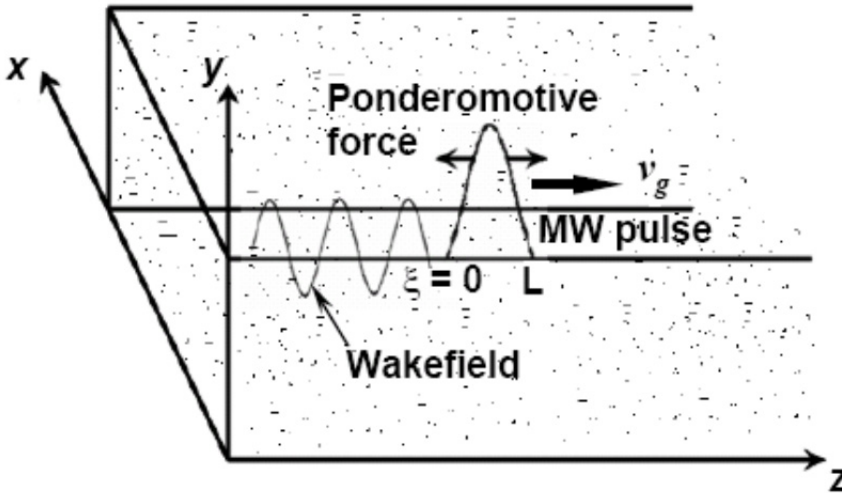 x
y
Ponderomotive
force
v_g
MW pulse
ξ = 0
L
Wakefield
z